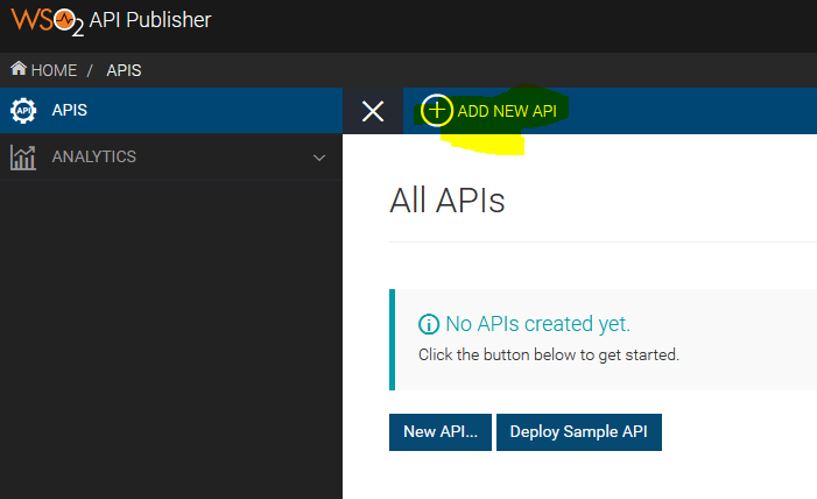 WSO2 API Publisher
HOME / APIS
APIS
ADD NEW API
ANALYTICS
All APIs
No APIs created yet.
Click the button below to get started.
New API... Deploy Sample API